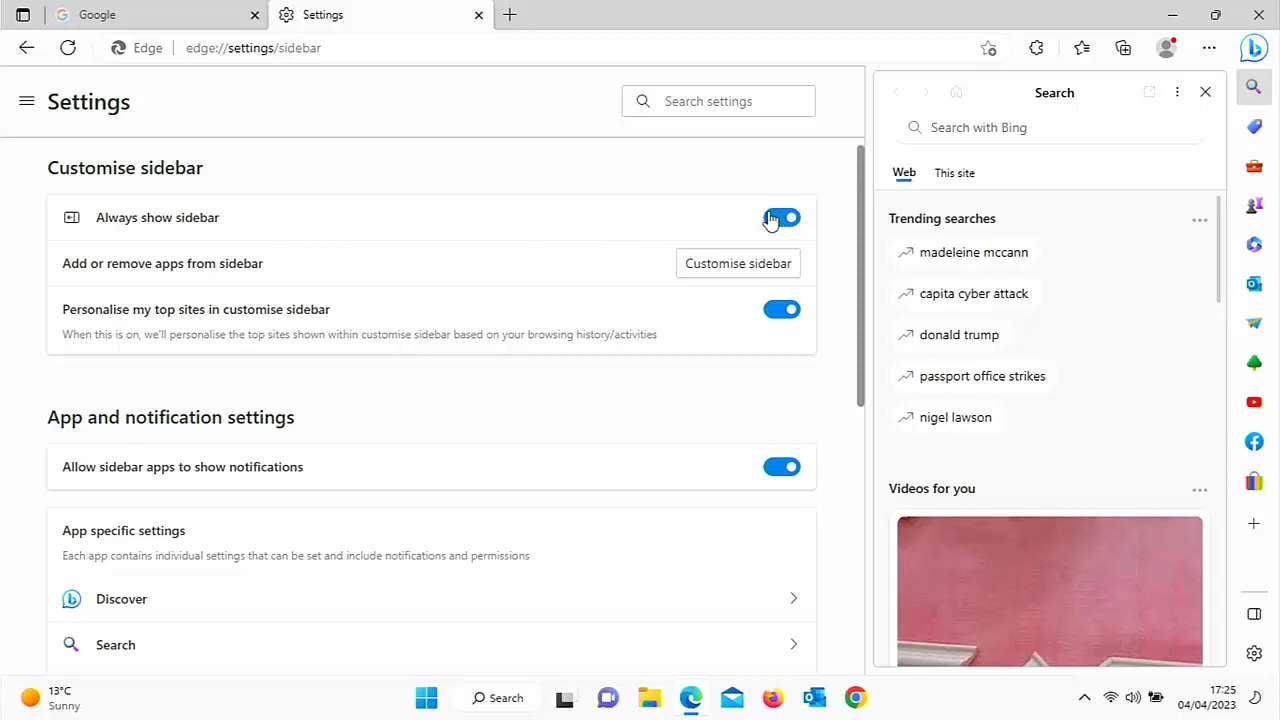 Google
Settings
Edge
edge://settings/sidebar
Settings
Search settings
Customise sidebar
Always show sidebar
Add or remove apps from sidebar
Customise sidebar
Personalise my top sites in customise sidebar
When this is on, we'll personalise the top sites shown within customise sidebar based on your browsing history/activities
App and notification settings
Allow sidebar apps to show notifications
App specific settings
Each app contains individual settings that can be set and include notifications and permissions
Discover
Search
Search
Search with Bing
Web
This site
Trending searches
madeleine mccann
capita cyber attack
donald trump
passport office strikes
nigel lawson
Videos for you
13°C
Sunny
Search
17:25
04/04/2023